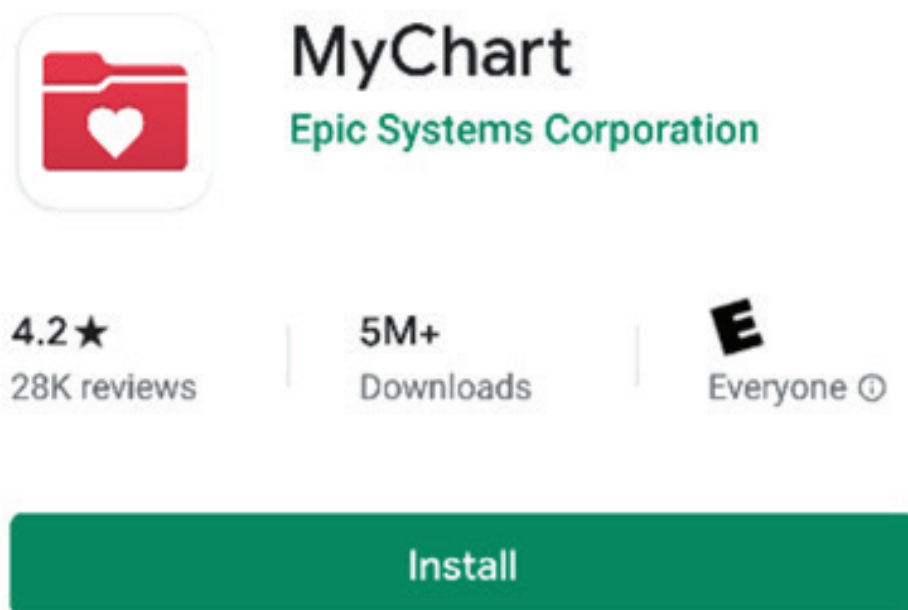 MyChart
Epic Systems Corporation
4.2★
28K reviews
5M+
Downloads
E
Everyone
Install